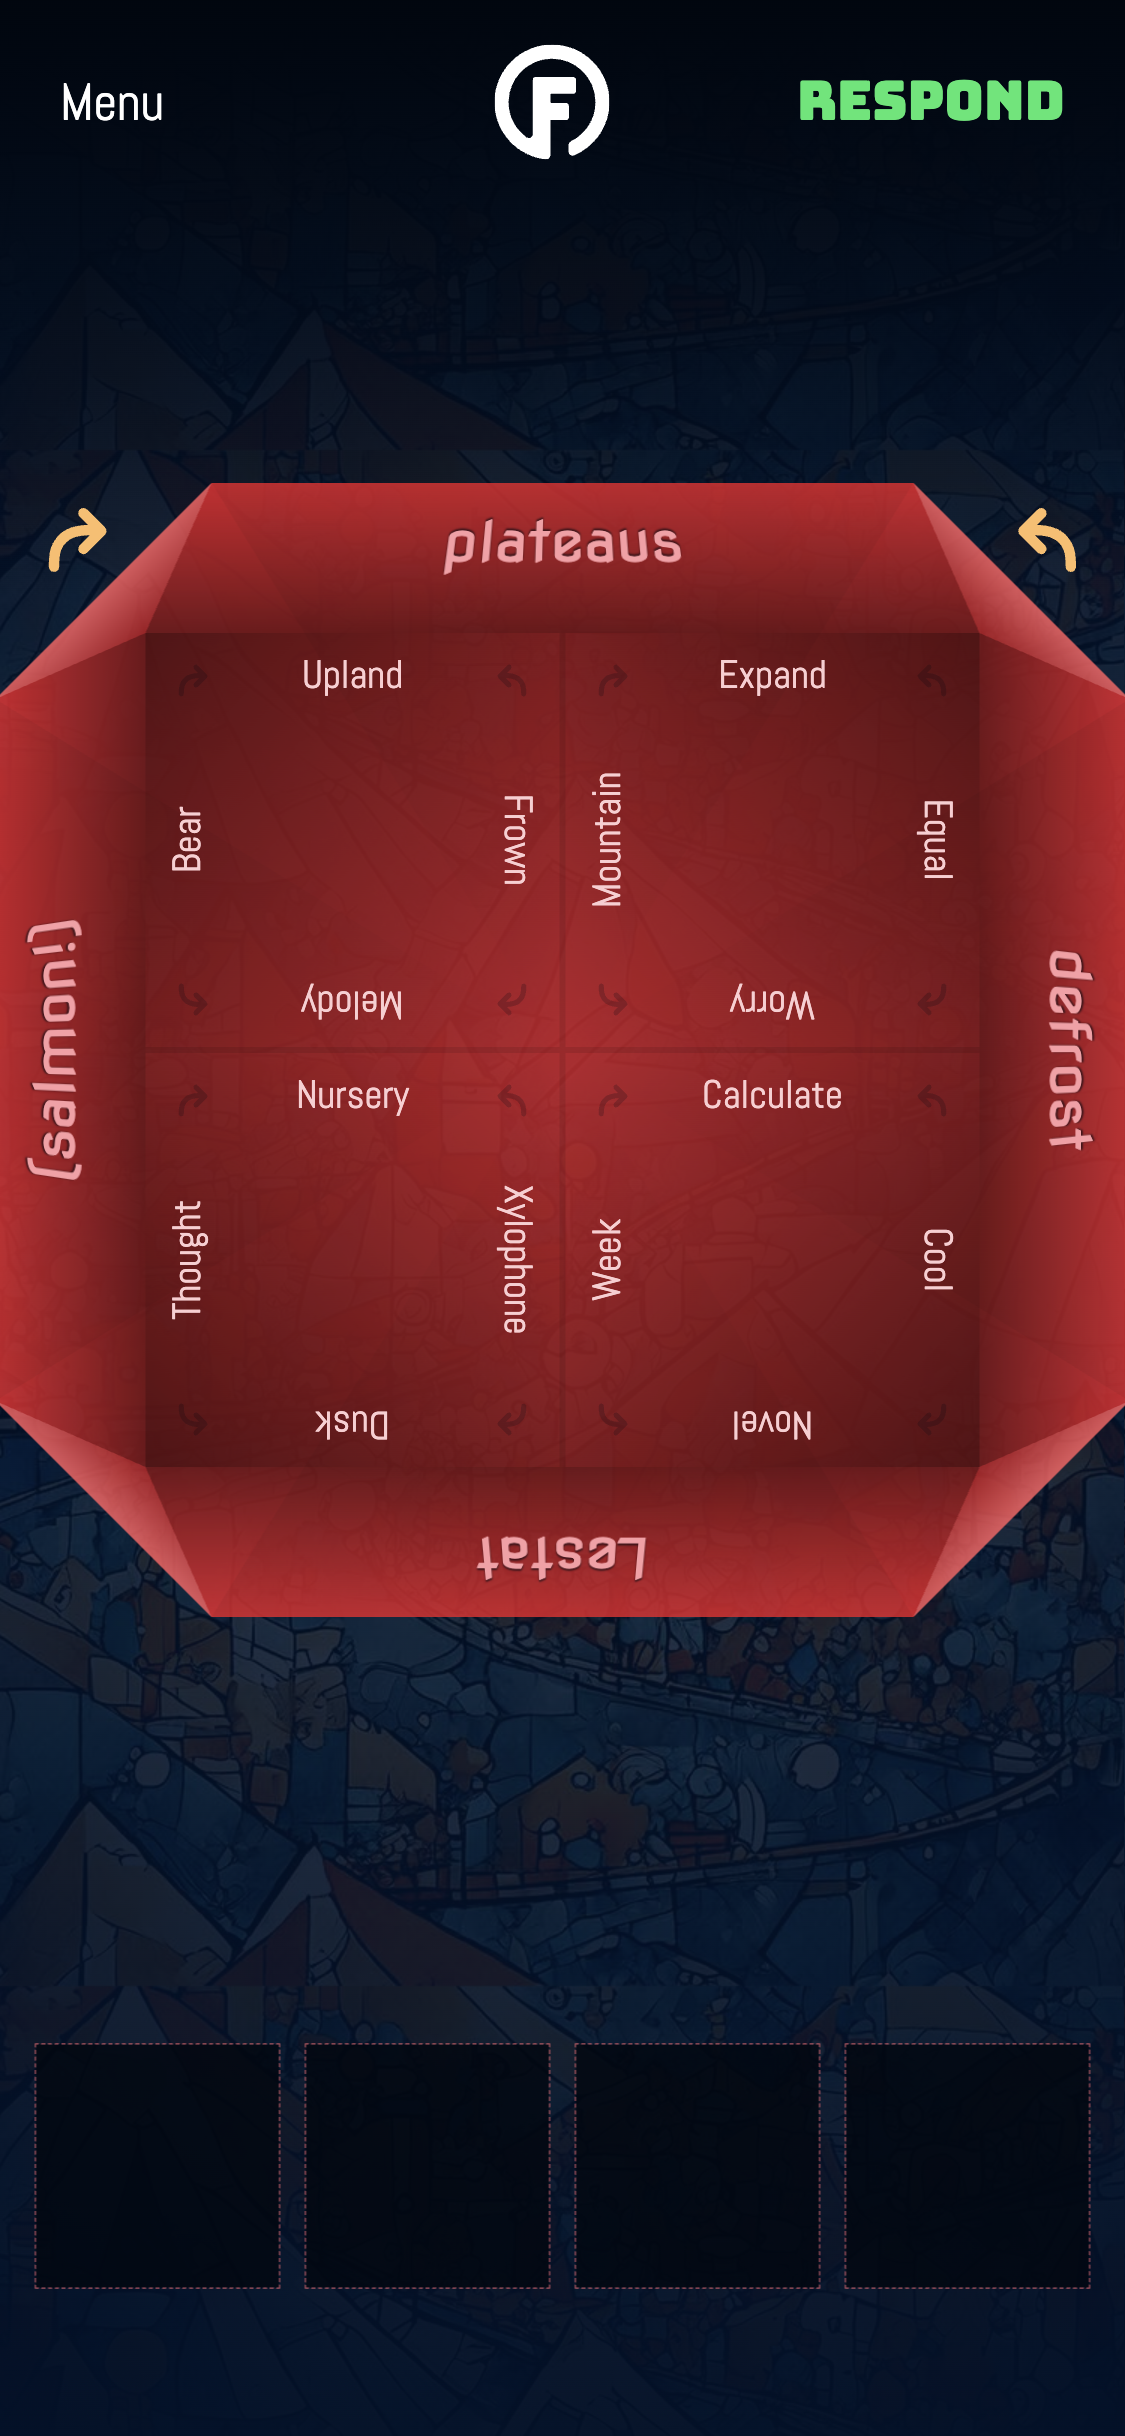 Menu
F
RESPOND
plateaus
Upland
Expand
Bear
Frown
Mountain
Equal
Melody
Worry
(salmon!)
defrost
Nursery
Calculate
Thought
Xylophone
Week
Cool
Dusk
Novel
Lestat